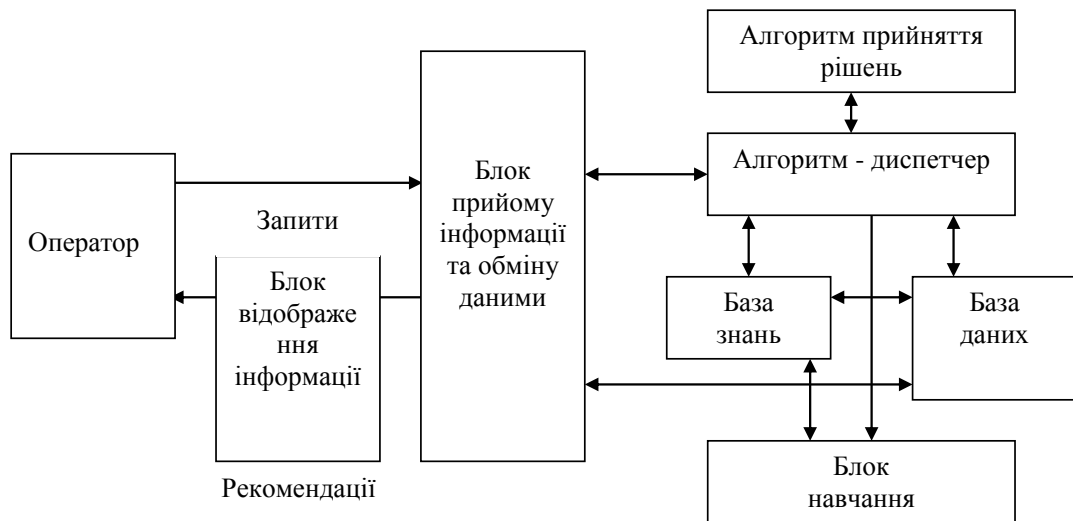 Оператор
Запити
Блок
відображе
ння
інформації
Рекомендації
Блок
прийому
інформації
та обміну
даними
Алгоритм прийняття
рішень
Алгоритм - диспетчер
База
знань
База
даних
Блок
навчання